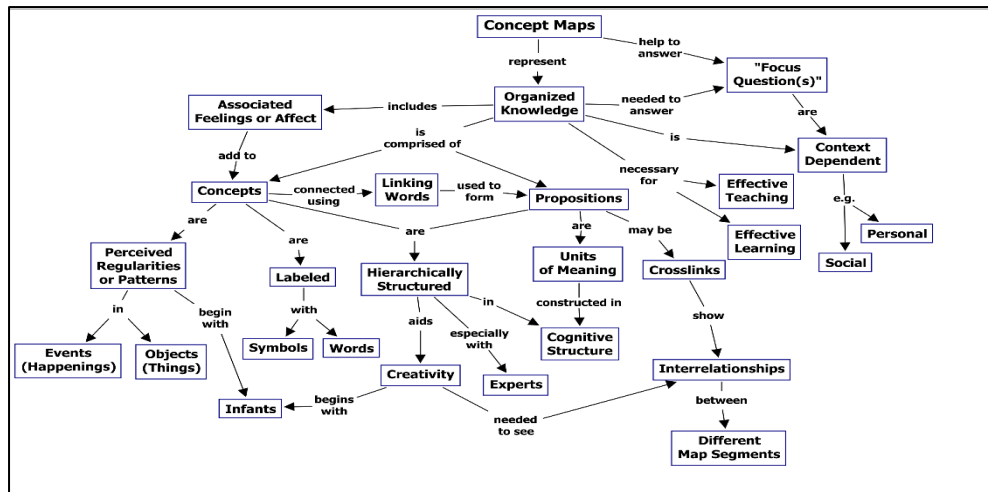 Concept Maps
help to
answer
represent
"Focus
Question(s)"
Associated
Feelings or Affect
includes
Organized
Knowledge
needed to
answer
are
is
comprised of
is
Context
Dependent
add to
necessary
for
Concepts
connected
using
Linking
Words
used to
form
Propositions
Effective
Teaching
e.g.
are
are
are
are
may be
Effective
Learning
Personal
Perceived
Regularities
or Patterns
Labeled
Hierarchically
Structured
Units
of Meaning
Crosslinks
Social
in
begin
with
with
aids
in
especially
with
constructed in
show
Events
(Happenings)
Objects
(Things)
Symbols
Words
Cognitive
Structure
Creativity
Experts
Interrelationships
Infants
begins
with
needed
to see
between
Different
Map Segments